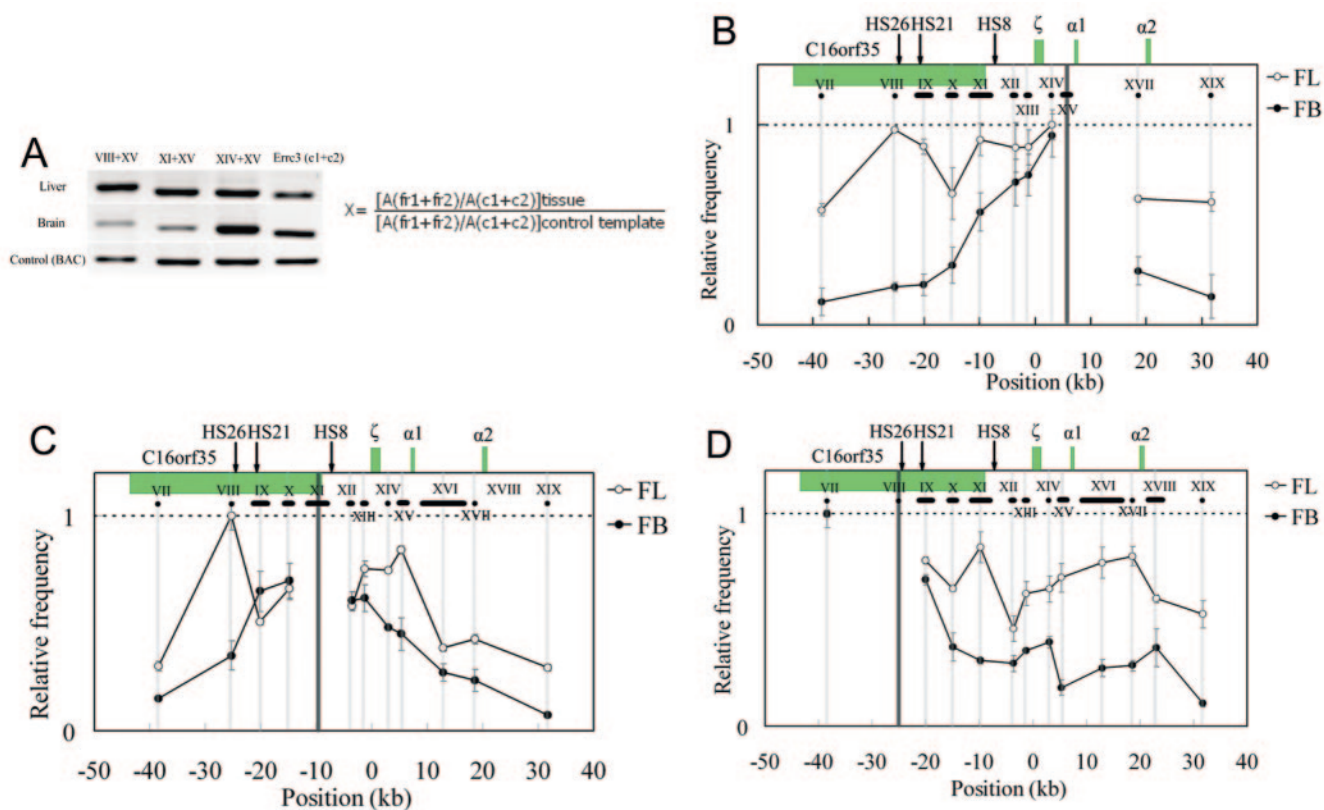 A
VIII+XV XI+XV XIV+XV Errc3 (c1+c2)
Liver
Brain
Control (BAC)
X= [A(fr1+fr2)/A(c1+c2)]tissue
[A(fr1+fr2)/A(c1+c2)]control template
B
HS26 HS21 HS8 ζ α1 α2
C16orf35
VII VIII IX X XI XII XIV XVII XIX
XIII XV
FL
FB
1
0
Relative frequency
-50 -40 -30 -20 -10 0 10 20 30 40
Position (kb)
C
HS26 HS21 HS8 ζ α1 α2
C16orf35
VII VIII IX X XI XII XIV XVI XVIII XIX
XIII XV XVII
FL
FB
1
0
Relative frequency
-50 -40 -30 -20 -10 0 10 20 30 40
Position (kb)
D
HS26 HS21 HS8 ζ α1 α2
C16orf35
VII VIII IX X XI XII XIV XVI XVIII XIX
XIII XV XVII
FL
FB
1
0
Relative frequency
-50 -40 -30 -20 -10 0 10 20 30 40
Position (kb)